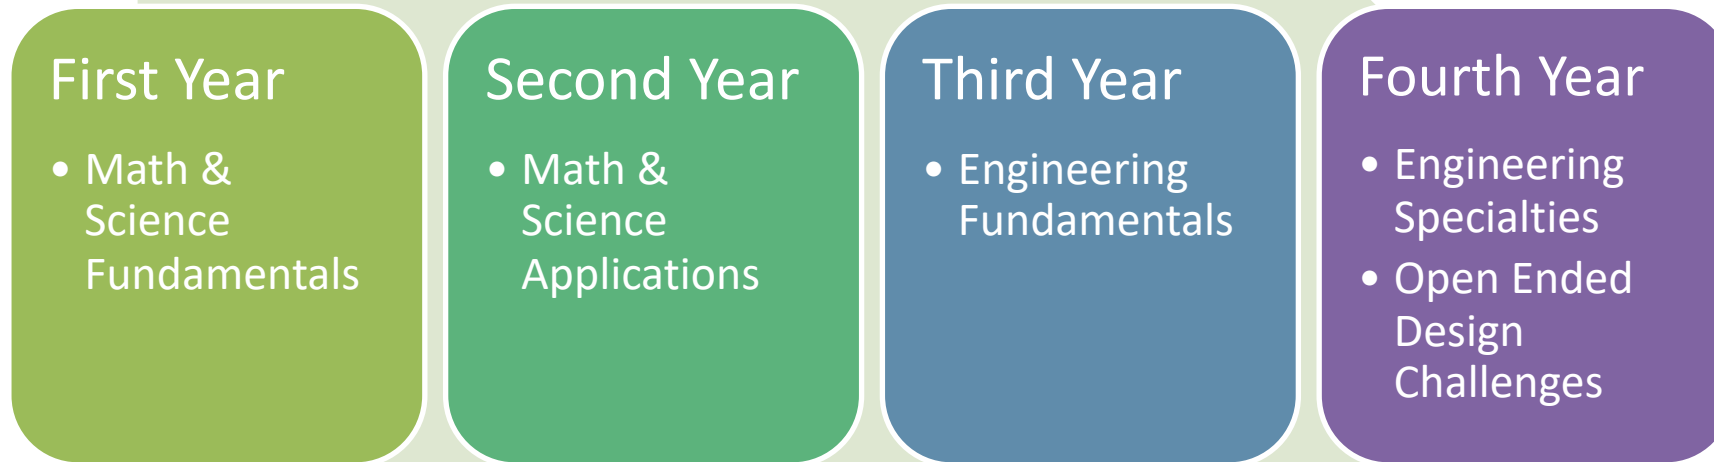 First Year
• Math &
Science
Fundamentals
Second Year
• Math &
Science
Applications
Third Year
• Engineering
Fundamentals
Fourth Year
• Engineering
Specialties
• Open Ended
Design
Challenges